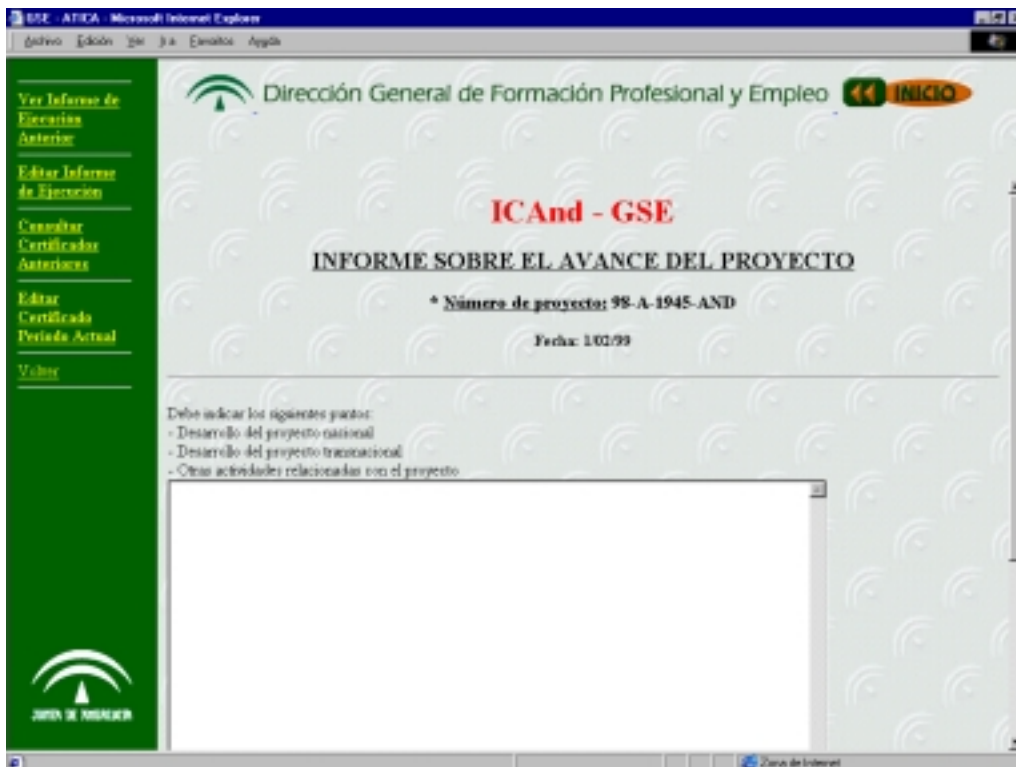 GSE - ATICA - Microsoft Internet Explorer
Archivo Edición Ver Ir a Favoritos Ayuda
Ver Informe de
Ejecución
Anterior
Editar Informe
de Ejecución
Consultar
Certificados
Anteriores
Editar
Certificado
Periodo Actual
Volver
JUNTA DE ANDALUCIA
Dirección General de Formación Profesional y Empleo
INICIO
ICAnd - GSE
INFORME SOBRE EL AVANCE DEL PROYECTO
* Número de proyecto: 98-A-1945-AND
Fecha: 1/02/99
Debe indicar los siguientes puntos:
- Desarrollo del proyecto nacional
- Desarrollo del proyecto transnacional
- Otras actividades relacionadas con el proyecto
Zona de Internet